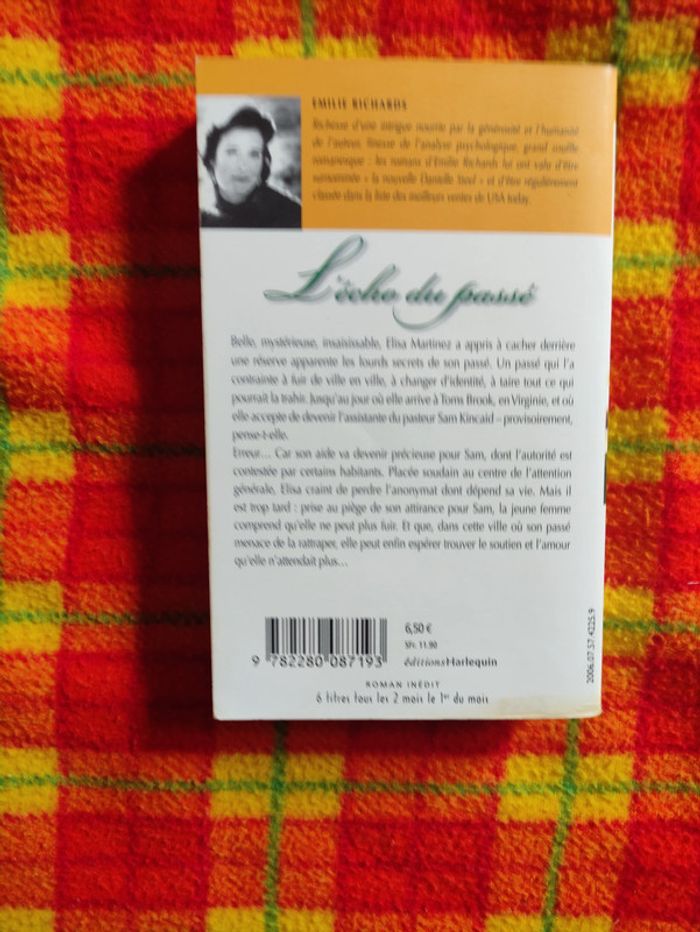 EMILIE RICHARDS
Richesse d'une intrigue nourrie par la générosité et l'humanité
de l'auteur, finesse de l'analyse psychologique, grand souffle
romanesque : les romans d'Emilie Richards lui ont valu d'être
surnommée « la nouvelle Danielle Steel » et d'être régulièrement
classée dans la liste des meilleurs ventes de USA today.
L'écho du passé
Belle, mystérieuse, insaisissable, Elisa Martinez a appris à cacher derrière
une réserve apparente les lourds secrets de son passé. Un passé qui l'a
contrainte à fuir de ville en ville, à changer d'identité, à taire tout ce qui
pourrait la trahir. Jusqu'au jour où elle arrive à Toms Brook, en Virginie, et où
elle accepte de devenir l'assistante du pasteur Sam Kincaid – provisoirement,
pense-t-elle.
Erreur... Car son aide va devenir précieuse pour Sam, dont l'autorité est
contestée par certains habitants. Placée soudain au centre de l'attention
générale, Elisa craint de perdre l'anonymat dont dépend sa vie. Mais il
est trop tard : prise au piège de son attirance pour Sam, la jeune femme
comprend qu'elle ne peut plus fuir. Et que, dans cette ville où son passé
menace de la rattraper, elle peut enfin espérer trouver le soutien et l'amour
qu'elle n'attendait plus...
6,50 €
SFr. 11.90
9 782280 087193
éditionsHarlequin
2006.07.57.4225.9
ROMAN INÉDIT
6 titres tous les 2 mois le 1er du mois